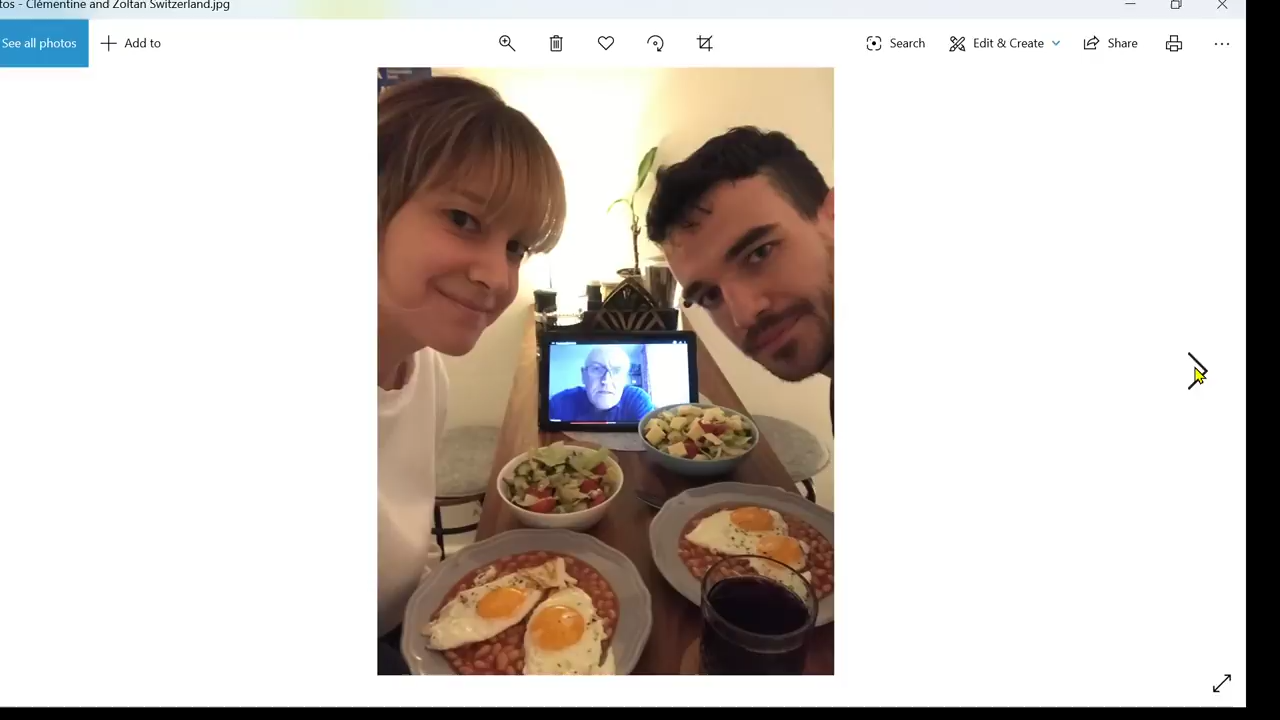 tos - Clémentine and Zoltan Switzerland.jpg
See all photos
Add to
Search
Edit & Create
Share